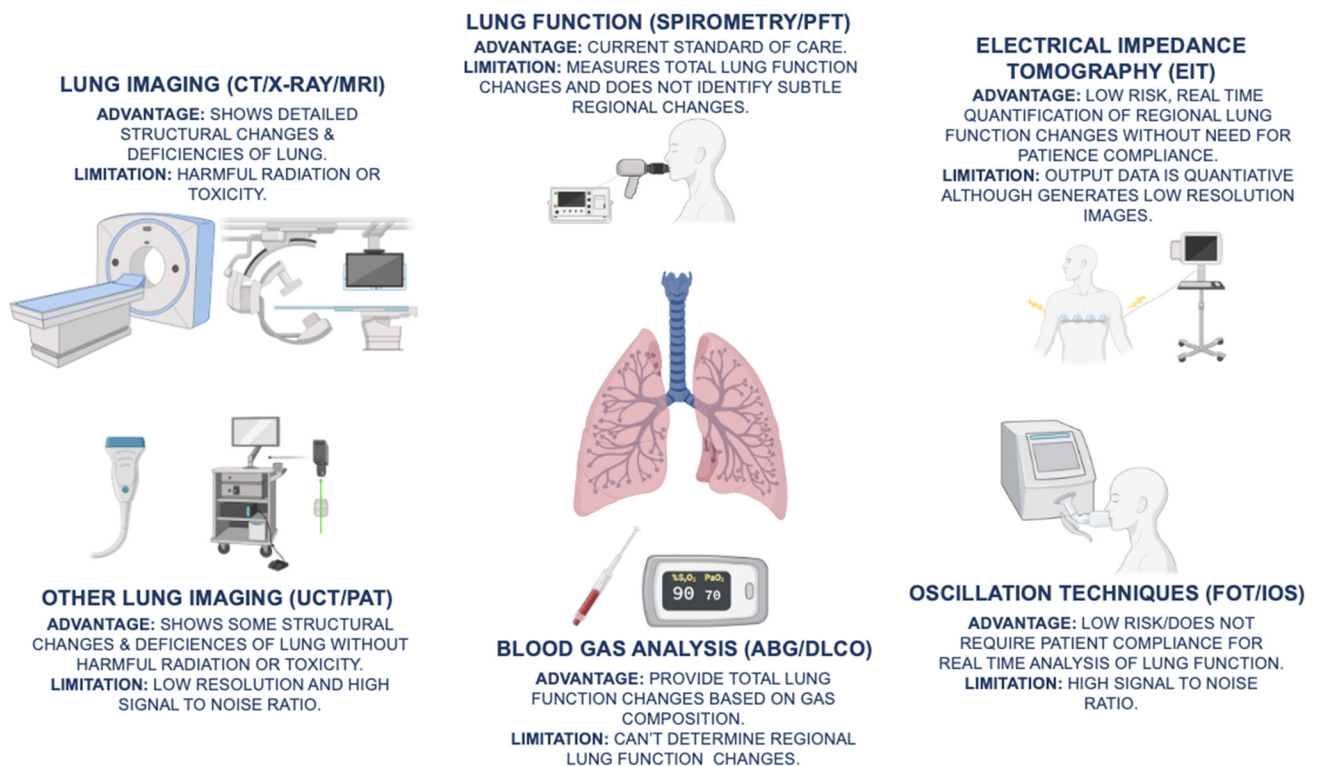 LUNG IMAGING (CT/X-RAY/MRI)
ADVANTAGE: SHOWS DETAILED
STRUCTURAL CHANGES &
DEFICIENCIES OF LUNG.
LIMITATION: HARMFUL RADIATION OR
TOXICITY.
LUNG FUNCTION (SPIROMETRY/PFT)
ADVANTAGE: CURRENT STANDARD OF CARE.
LIMITATION: MEASURES TOTAL LUNG FUNCTION
CHANGES AND DOES NOT IDENTIFY SUBTLE
REGIONAL CHANGES.
ELECTRICAL IMPEDANCE
TOMOGRAPHY (EIT)
ADVANTAGE: LOW RISK, REAL TIME
QUANTIFICATION OF REGIONAL LUNG
FUNCTION CHANGES WITHOUT NEED FOR
PATIENCE COMPLIANCE.
LIMITATION: OUTPUT DATA IS QUANTIATIVE
ALTHOUGH GENERATES LOW RESOLUTION
IMAGES.
OTHER LUNG IMAGING (UCT/PAT)
ADVANTAGE: SHOWS SOME STRUCTURAL
CHANGES & DEFICIENCES OF LUNG WITHOUT
HARMFUL RADIATION OR TOXICITY.
LIMITATION: LOW RESOLUTION AND HIGH
SIGNAL TO NOISE RATIO.
%SpO₂ PaO₂
90 70
BLOOD GAS ANALYSIS (ABG/DLCO)
ADVANTAGE: PROVIDE TOTAL LUNG
FUNCTION CHANGES BASED ON GAS
COMPOSITION.
LIMITATION: CAN'T DETERMINE REGIONAL
LUNG FUNCTION CHANGES.
OSCILLATION TECHNIQUES (FOT/IOS)
ADVANTAGE: LOW RISK/DOES NOT
REQUIRE PATIENT COMPLIANCE FOR
REAL TIME ANALYSIS OF LUNG FUNCTION.
LIMITATION: HIGH SIGNAL TO NOISE
RATIO.